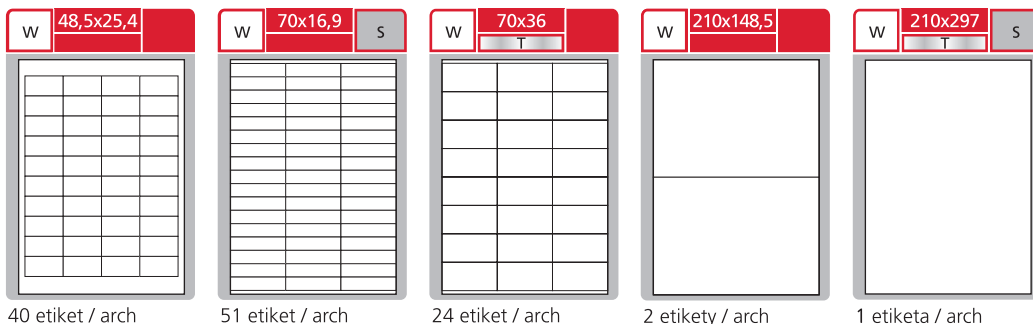 W 48,5x25,4
W 70x16,9 S
W 70x36
T
W 210x148,5
W 210x297 S
T
40 etiket / arch
51 etiket / arch
24 etiket / arch
2 etikety / arch
1 etiketa / arch